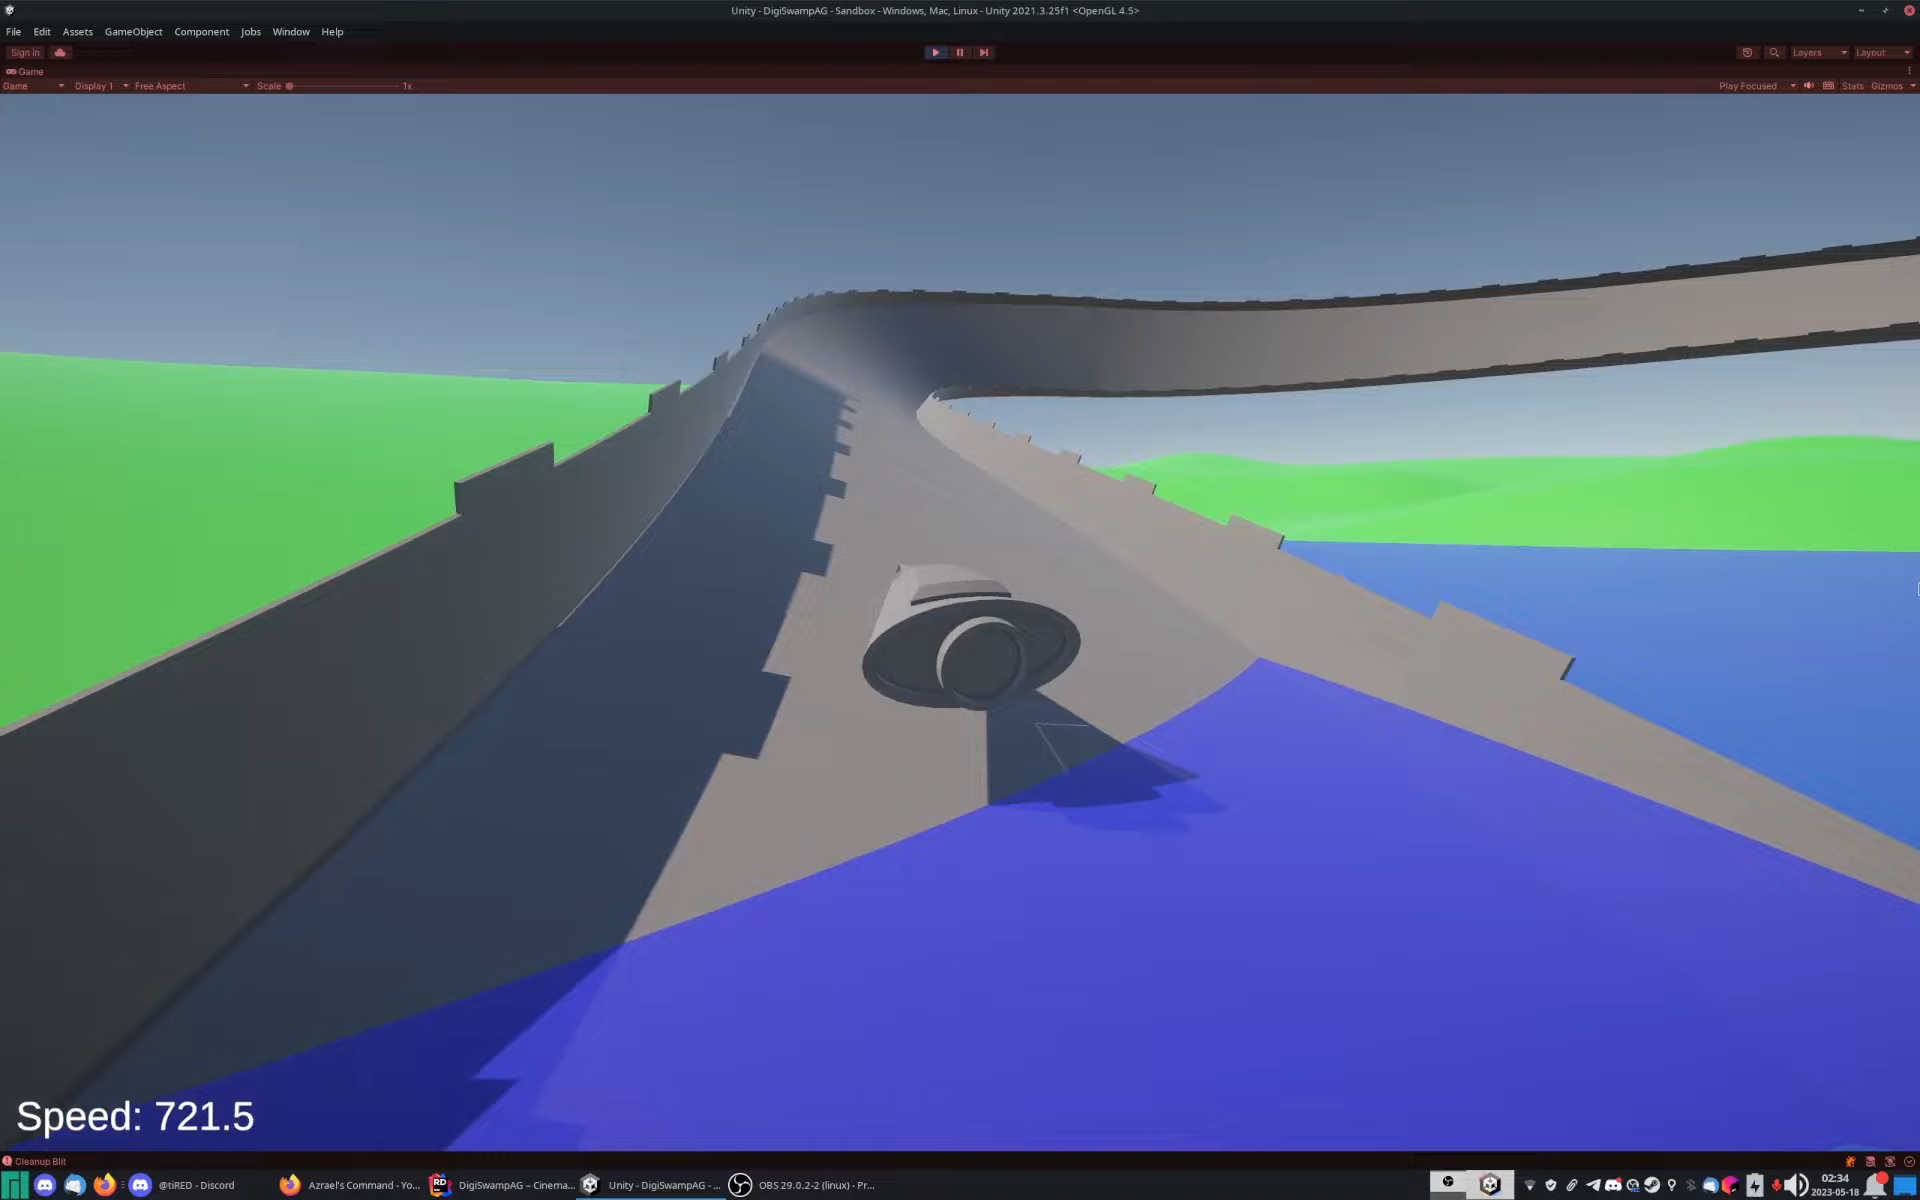 Unity - DigiSwampAG - Sandbox - Windows, Mac, Linux - Unity 2021.3.25f1 <OpenGL 4.5>
File Edit Assets GameObject Component Jobs Window Help
Sign in
Layers Layout
Game
Game Display 1 Free Aspect Scale 1x Play Focused Stats Gizmos
Speed: 721.5
Cleanup Blit
@tiRED - Discord
Azrael's Command - Yo...
RD DigiSwampAG – Cinema...
Unity - DigiSwampAG - ...
OBS 29.0.2-2 (linux) - Pr...
02:34
2023-05-18